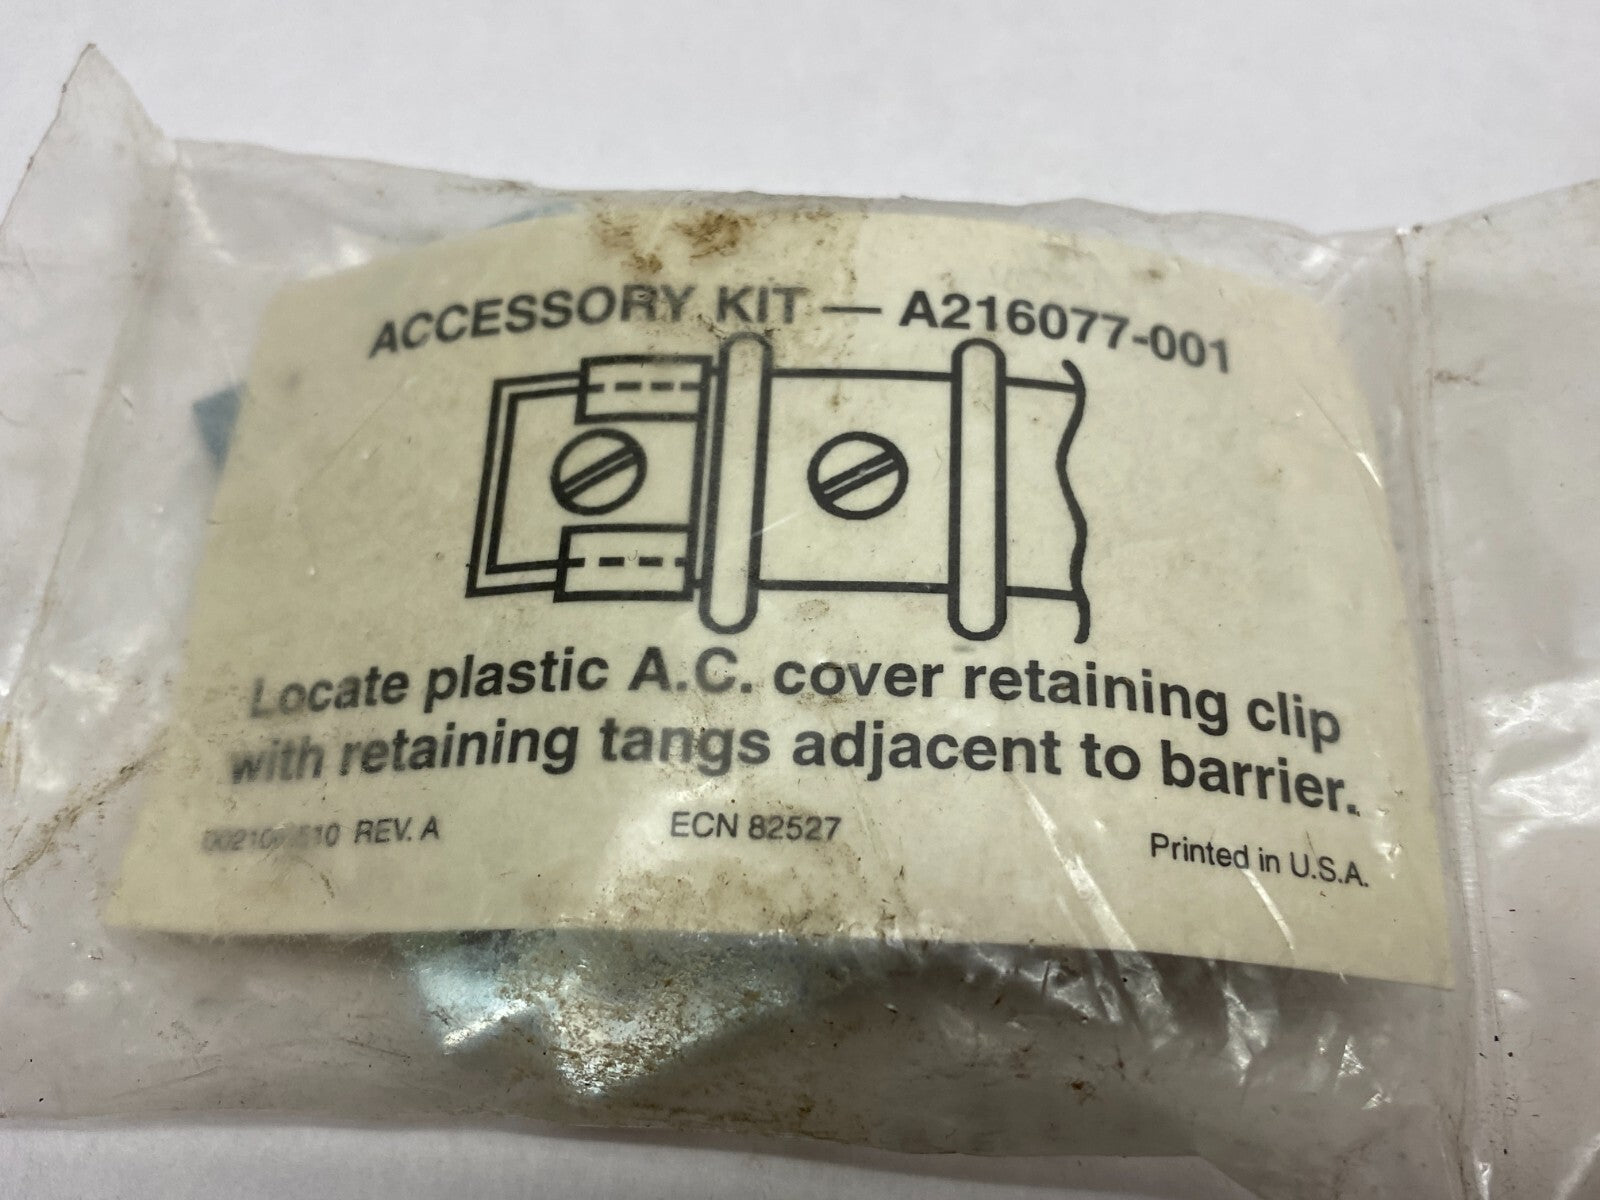 ACCESSORY KIT — A216077-001
Locate plastic A.C. cover retaining clip
with retaining tangs adjacent to barrier.
REV. A
ECN 82527
Printed in U.S.A.